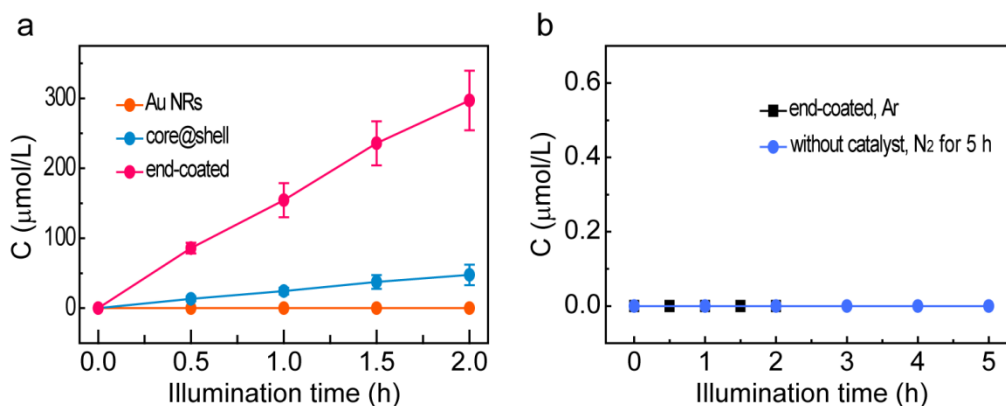 a
C (μmol/L)
300
200
100
0
Au NRs
core@shell
end-coated
0.0 0.5 1.0 1.5 2.0
Illumination time (h)
b
C (μmol/L)
0.6
0.4
0.2
0.0
end-coated, Ar
without catalyst, N₂ for 5 h
0 1 2 3 4 5
Illumination time (h)